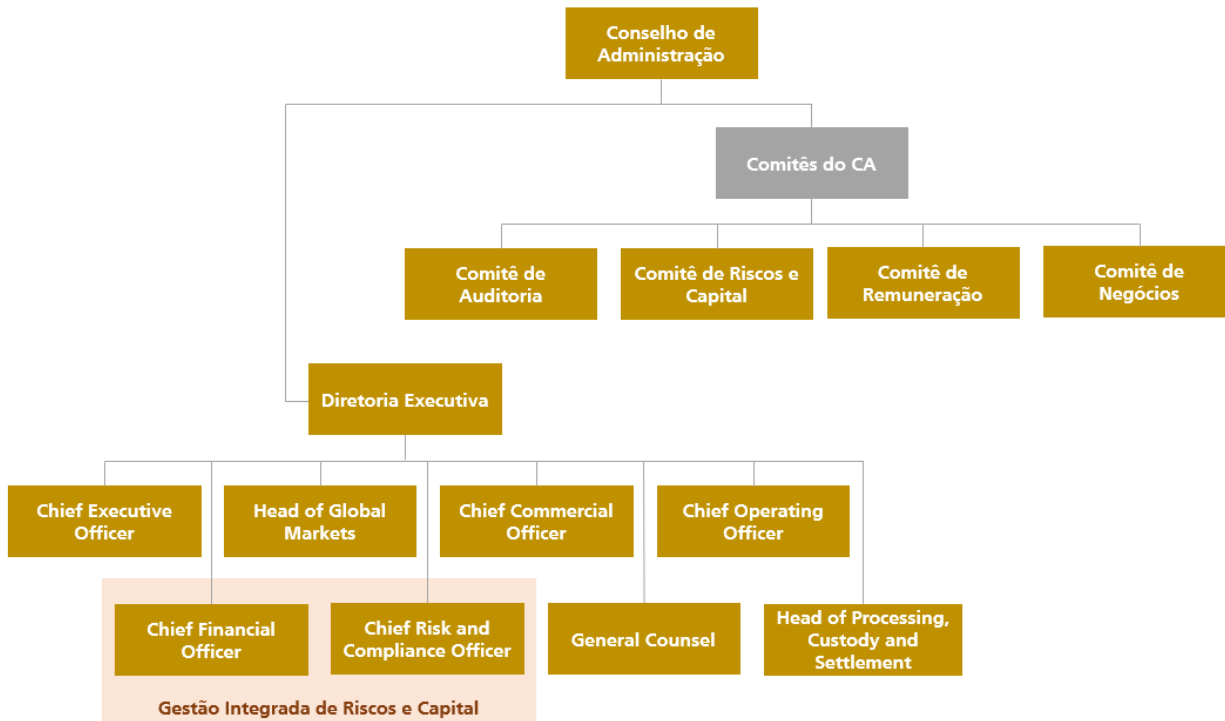 Conselho de
Administração
Comitês do CA
Comitê de
Auditoria
Comitê de Riscos e
Capital
Comitê de
Remuneração
Comitê de
Negócios
Diretoria Executiva
Chief Executive
Officer
Head of Global
Markets
Chief Commercial
Officer
Chief Operating
Officer
Chief Financial
Officer
Chief Risk and
Compliance Officer
General Counsel
Head of Processing,
Custody and
Settlement
Gestão Integrada de Riscos e Capital